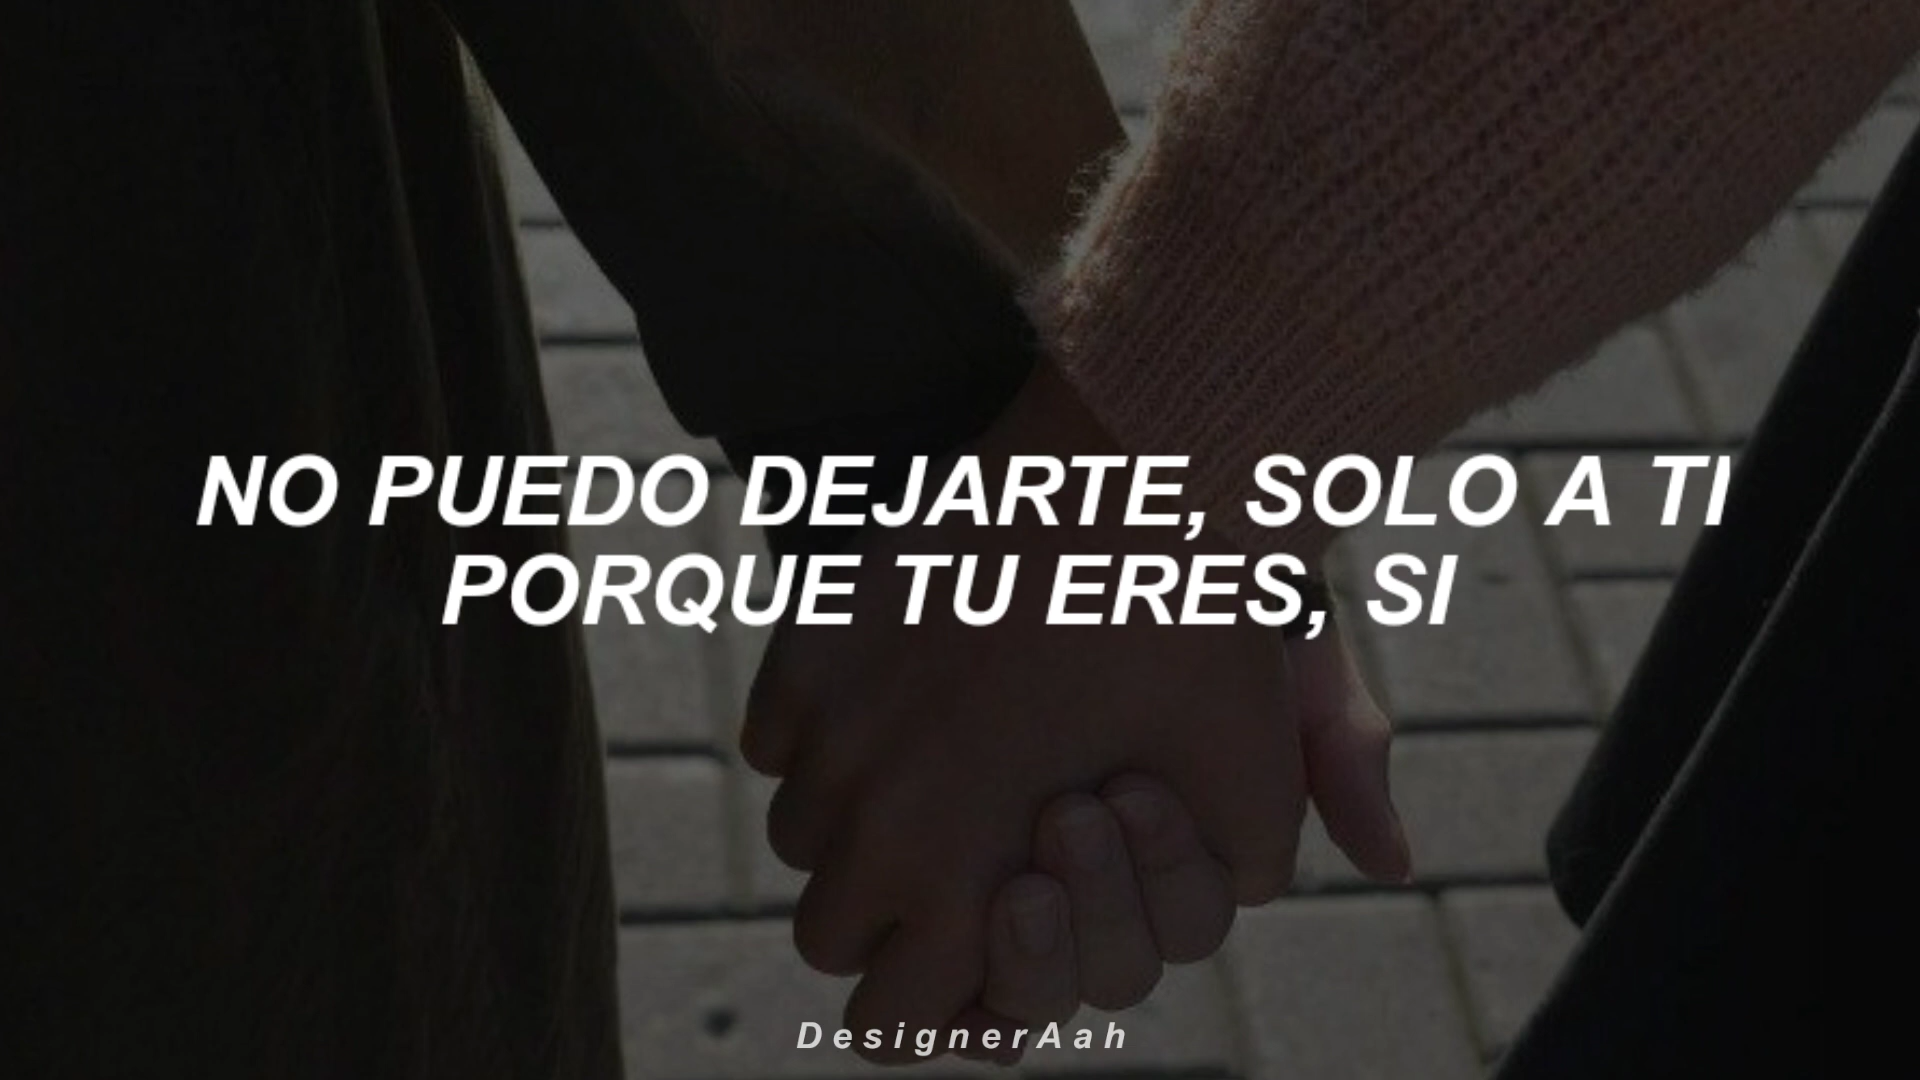 NO PUEDO DEJARTE, SOLO A TI
PORQUE TU ERES, SI
DesignerAah